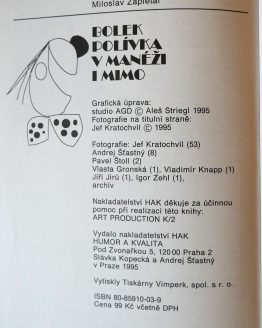 Miloslav Zapletal
BOLEK
POLÍVKA
V MANÉŽI
I MIMO
Grafická úprava:
studio AGD © Aleš Striegl 1995
Fotografie na titulní straně:
Jef Kratochvil © 1995
Fotografie: Jef Kratochvil (53)
Andrej Šťastný (8)
Pavel Štoll (2)
Vlasta Gronská (1), Vladimír Knapp (1)
Jiří Jirů (1), Igor Zehl (1),
archiv
Nakladatelství HAK děkuje za účinnou
pomoc při realizaci této knihy:
ART PRODUCTION K/2
Vydalo nakladatelství HAK
HUMOR A KVALITA
Pod Zvonařkou 5, 120 00 Praha 2
Slávka Kopecká a Andrej Šťastný
v Praze 1995
Vytiskly Tiskárny Vimperk, spol. s r. o.
ISBN 80-85910-03-9
Cena 99 Kč včetně DPH